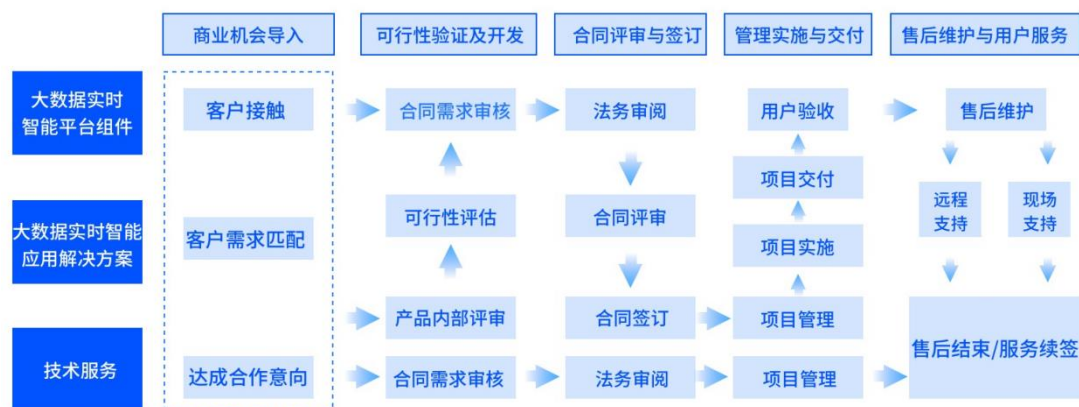 商业机会导入
可行性验证及开发
合同评审与签订
管理实施与交付
售后维护与用户服务
大数据实时
智能平台组件
客户接触
合同需求审核
法务审阅
用户验收
售后维护
项目交付
远程
支持
现场
支持
大数据实时智能
应用解决方案
客户需求匹配
可行性评估
合同评审
项目实施
产品内部评审
合同签订
项目管理
售后结束/服务续签
技术服务
达成合作意向
合同需求审核
法务审阅
项目管理